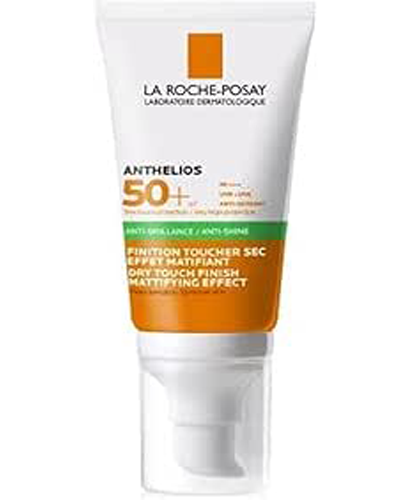 LA ROCHE-POSAY
LABORATOIRE DERMATOLOGIQUE
ANTHELIOS
50+
ANTI-BRILLANCE / ANTI-SHINE
FINITION TOUCHER SEC
EFFET MATIFIANT
DRY TOUCH FINISH
MATTIFYING EFFECT